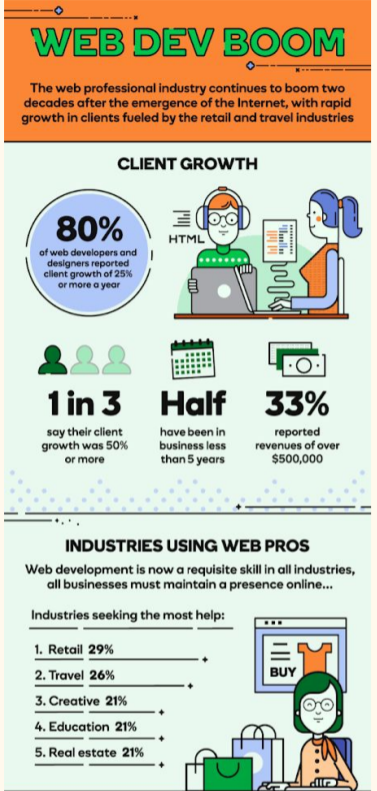 WEB DEV BOOM
The web professional industry continues to boom two
decades after the emergence of the Internet, with rapid
growth in clients fueled by the retail and travel industries
CLIENT GROWTH
80%
of web developers and
designers reported
client growth of 25%
or more a year
HTML
1 in 3
say their client
growth was 50%
or more
Half
have been in
business less
than 5 years
33%
reported
revenues of over
$500,000
INDUSTRIES USING WEB PROS
Web development is now a requisite skill in all industries,
all businesses must maintain a presence online...
Industries seeking the most help:
1. Retail 29%
2. Travel 26%
3. Creative 21%
4. Education 21%
5. Real estate 21%
BUY